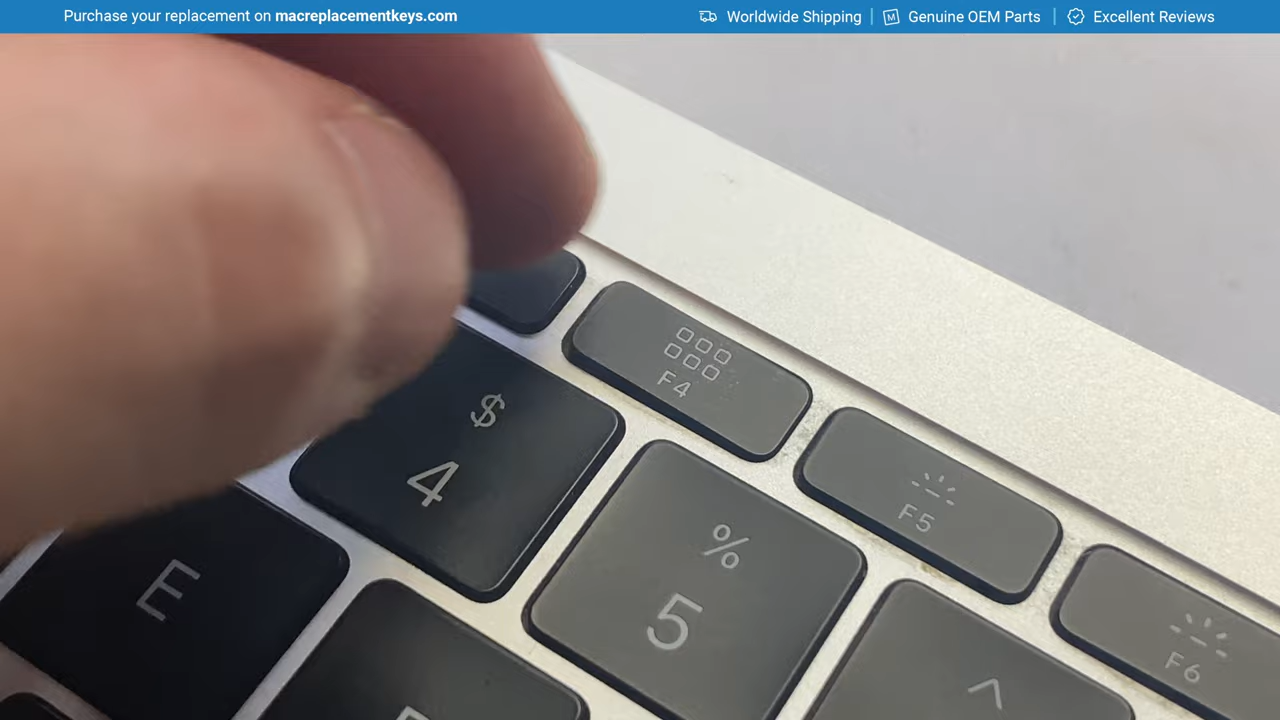 Purchase your replacement on macreplacementkeys.com
Worldwide Shipping
M
Genuine OEM Parts
Excellent Reviews
F4
$
4
F5
%
5
E
^
F6